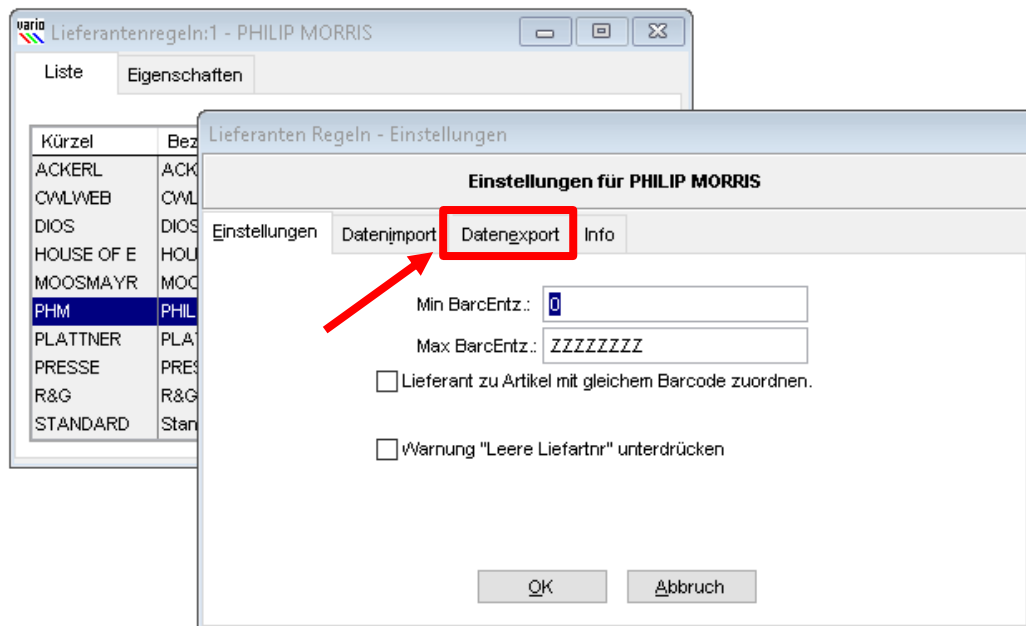 vario
Lieferantenregeln:1 - PHILIP MORRIS
Liste Eigenschaften
Kürzel Bez
ACKERL ACK
CWLWEB CWL
DIOS DIOS
HOUSE OF E HOU
MOOSMAYR MOO
PHM PHIL
PLATTNER PLAT
PRESSE PRES
R&G R&G
STANDARD Stan
Lieferanten Regeln - Einstellungen
Einstellungen für PHILIP MORRIS
Einstellungen Datenimport Datenexport Info
Min BarcEntz.: 0
Max BarcEntz.: ZZZZZZZZ
Lieferant zu Artikel mit gleichem Barcode zuordnen.
Warnung "Leere Liefartnr" unterdrücken
OK Abbruch